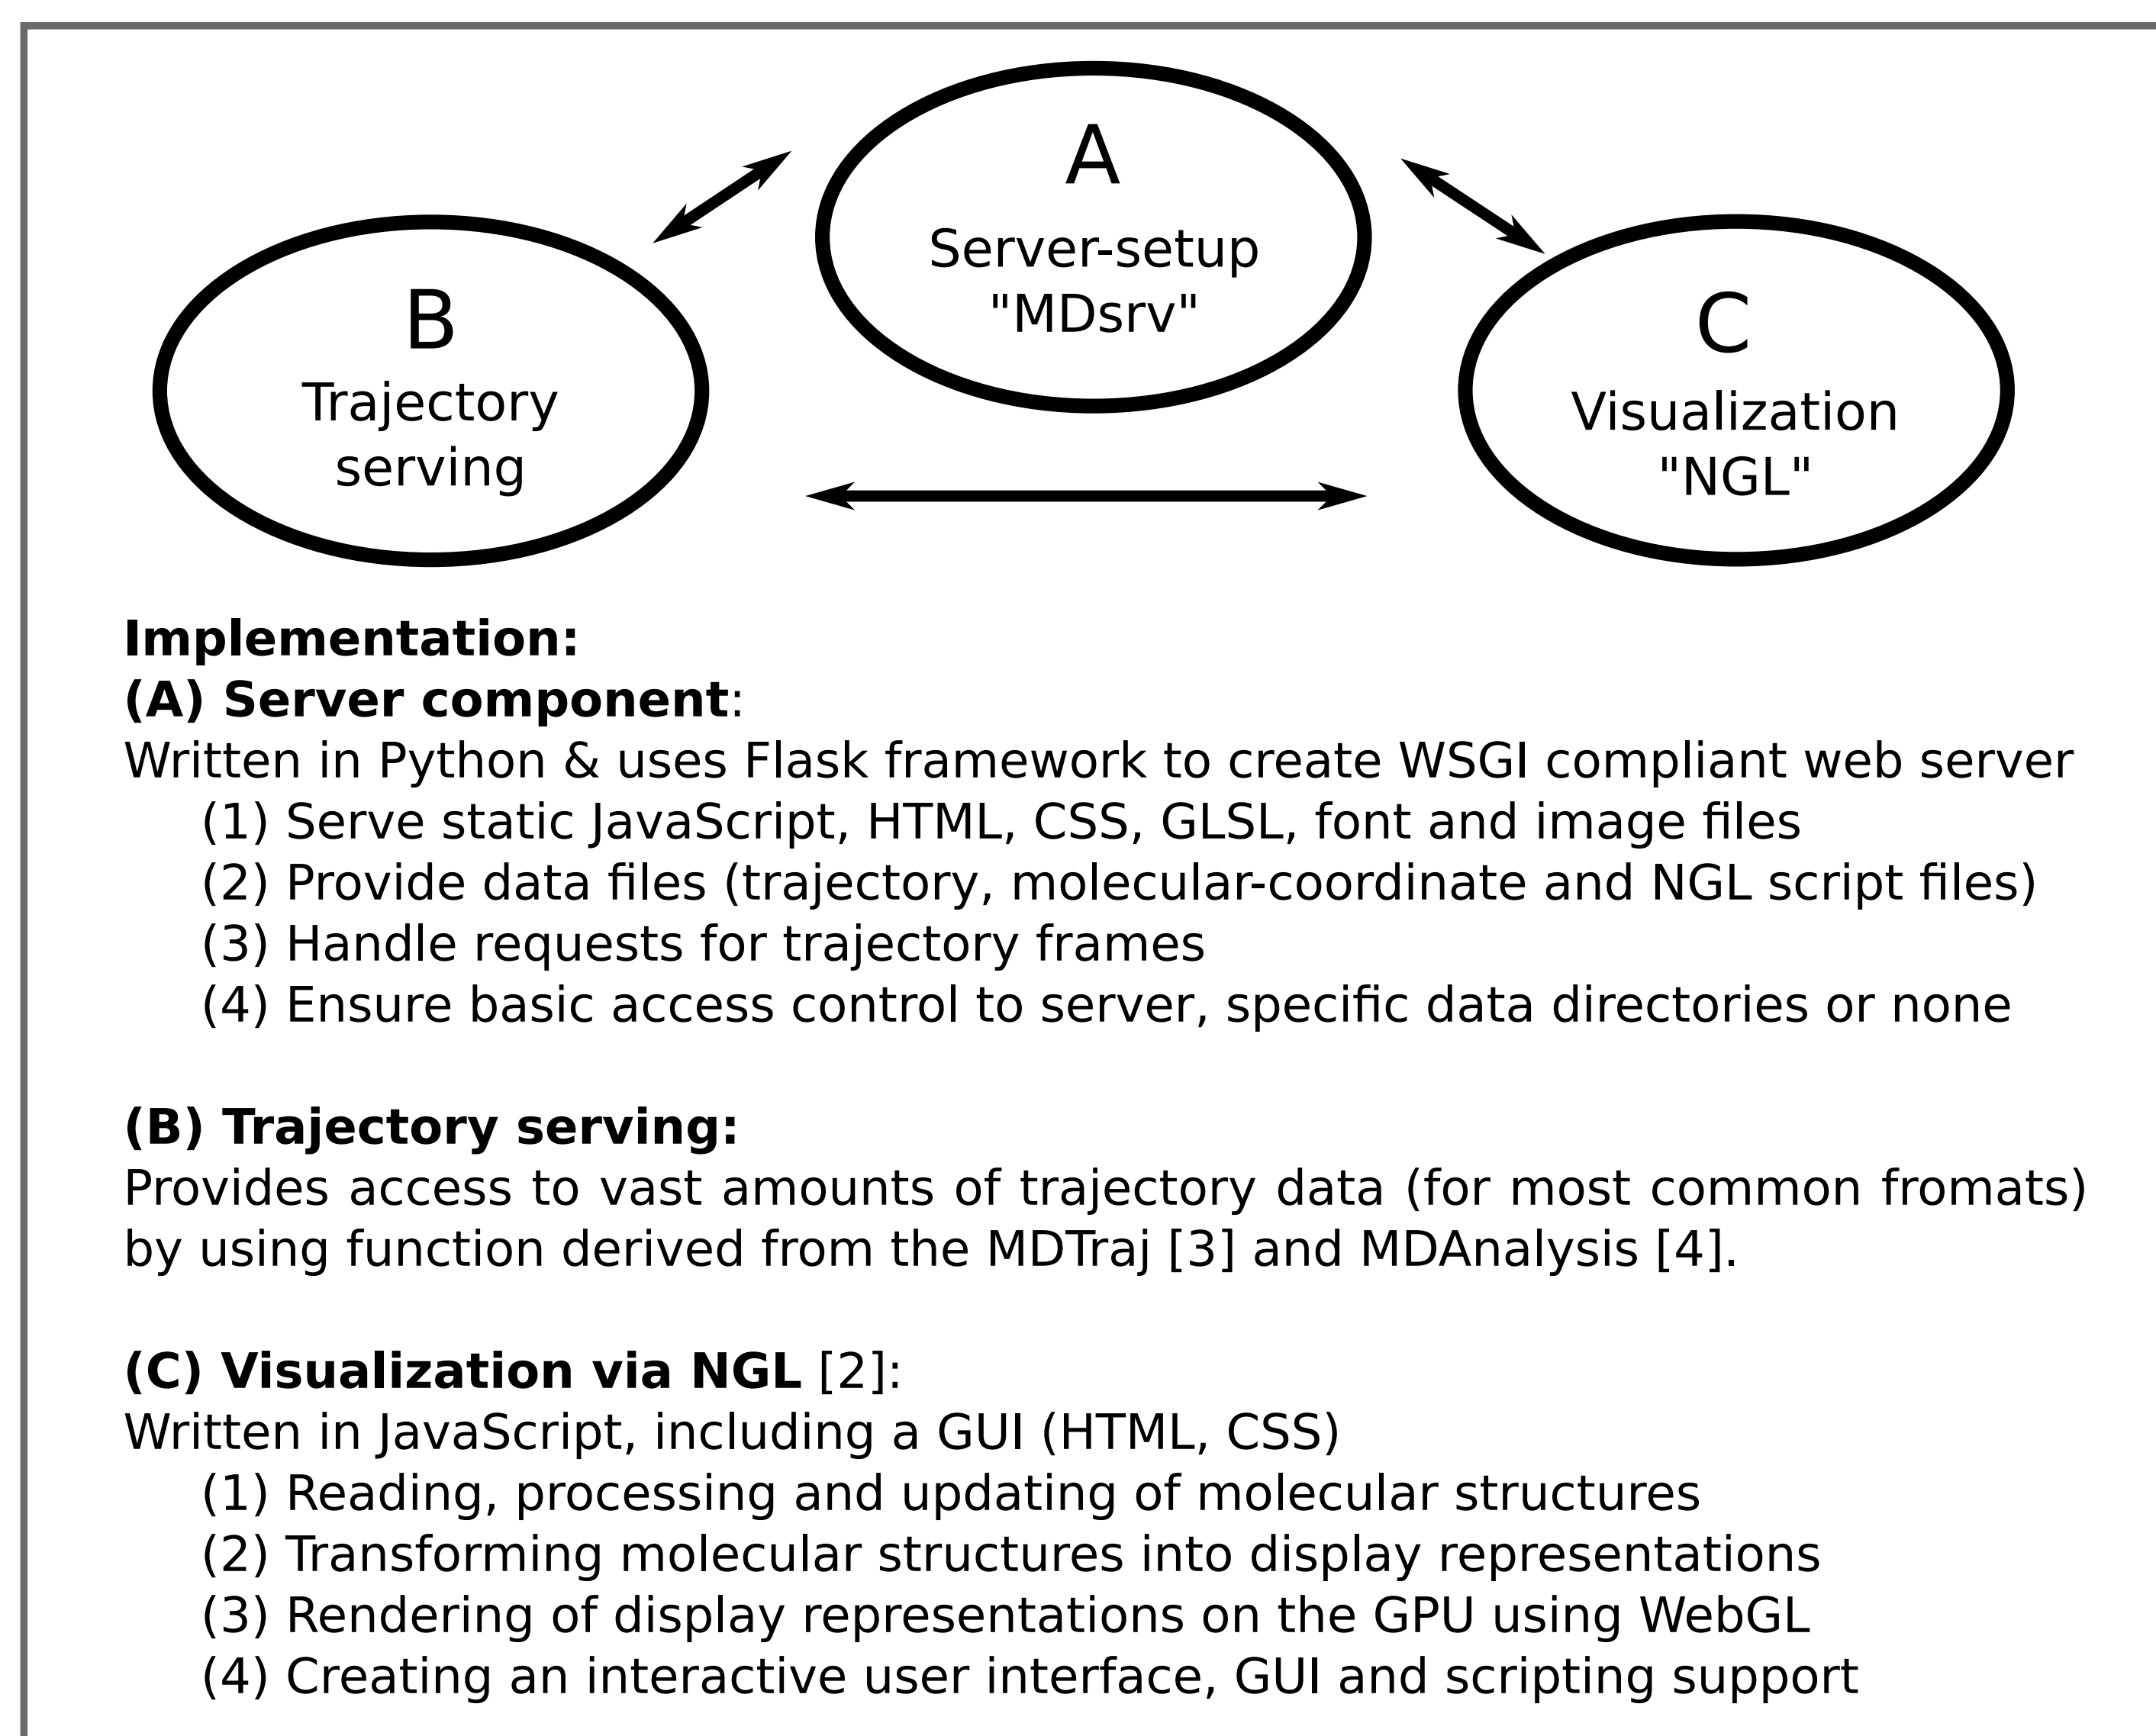 A
Server-setup
"MDsrv"
B
Trajectory
serving
C
Visualization
"NGL"
Implementation:
(A) Server component:
Written in Python & uses Flask framework to create WSGI compliant web server
(1) Serve static JavaScript, HTML, CSS, GLSL, font and image files
(2) Provide data files (trajectory, molecular-coordinate and NGL script files)
(3) Handle requests for trajectory frames
(4) Ensure basic access control to server, specific data directories or none
(B) Trajectory serving:
Provides access to vast amounts of trajectory data (for most common fromats)
by using function derived from the MDTraj [3] and MDAnalysis [4].
(C) Visualization via NGL [2]:
Written in JavaScript, including a GUI (HTML, CSS)
(1) Reading, processing and updating of molecular structures
(2) Transforming molecular structures into display representations
(3) Rendering of display representations on the GPU using WebGL
(4) Creating an interactive user interface, GUI and scripting support